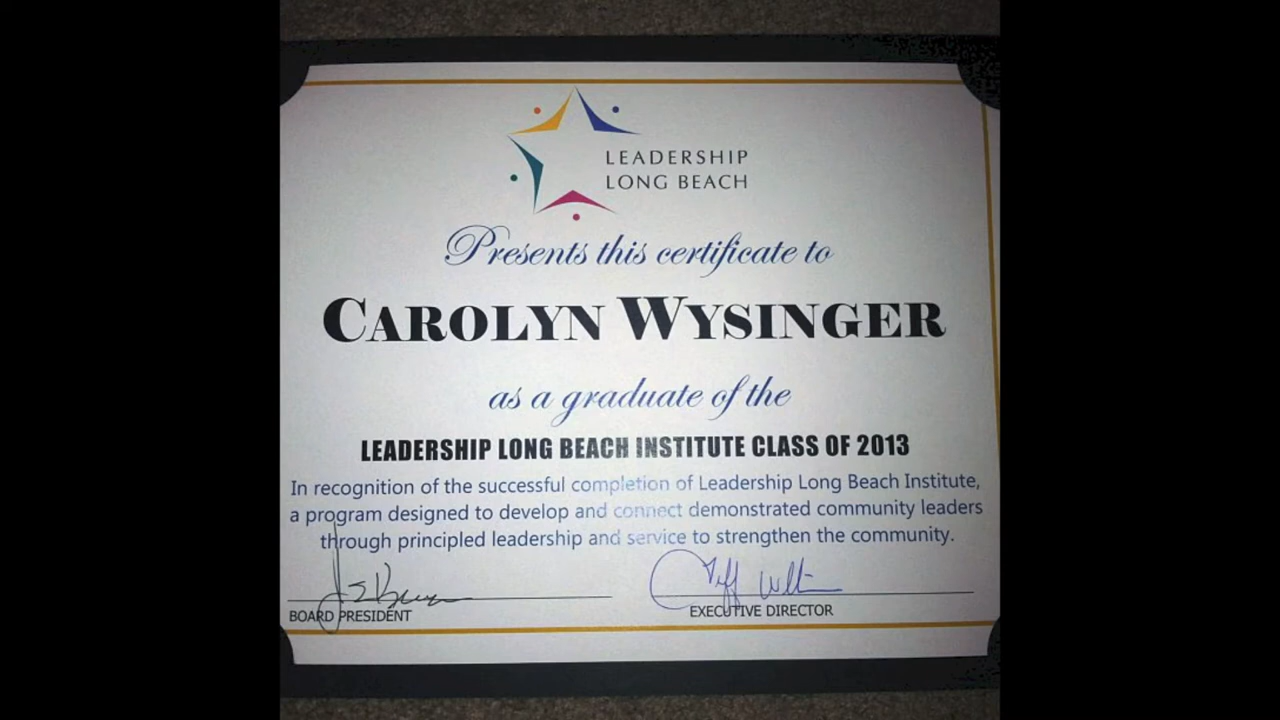 LEADERSHIP
LONG BEACH
Presents this certificate to
CAROLYN WYSINGER
as a graduate of the
LEADERSHIP LONG BEACH INSTITUTE CLASS OF 2013
In recognition of the successful completion of Leadership Long Beach Institute,
a program designed to develop and connect demonstrated community leaders
through principled leadership and service to strengthen the community.
BOARD PRESIDENT
EXECUTIVE DIRECTOR